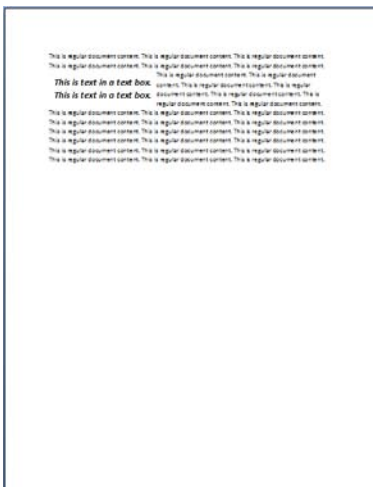 This is regular document content. This is regular document content. This is regular document content.
This is regular document content. This is regular document content. This is regular document content.
This is text in a text box.
This is text in a text box.
This is regular document content. This is regular document
content. This is regular document content. This is regular
document content. This is regular document content. This is
regular document content. This is regular document content.
This is regular document content. This is regular document content. This is regular document content.
This is regular document content. This is regular document content. This is regular document content.
This is regular document content. This is regular document content. This is regular document content.
This is regular document content. This is regular document content. This is regular document content.
This is regular document content. This is regular document content. This is regular document content.
This is regular document content. This is regular document content. This is regular document content.